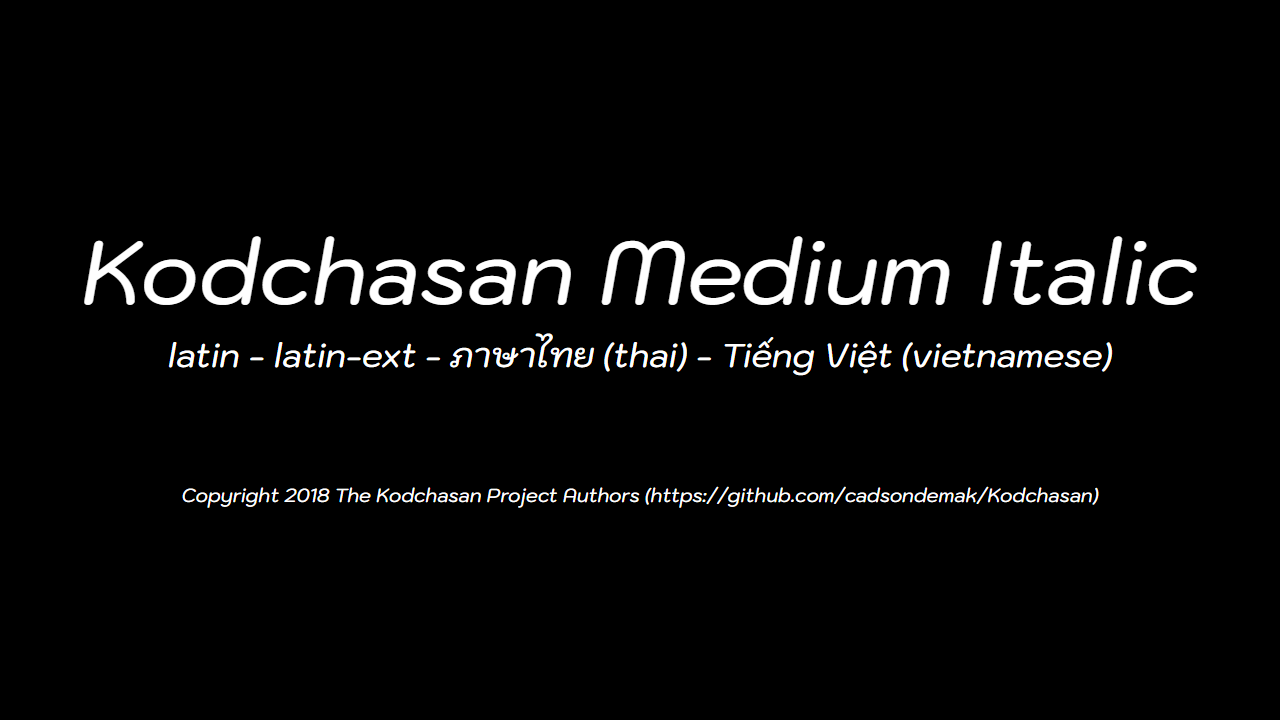 Kodchasan Medium Italic
latin - latin-ext - ภาษาไทย (thai) - Tiếng Việt (vietnamese)
Copyright 2018 The Kodchasan Project Authors (https://github.com/cadsondemak/Kodchasan)